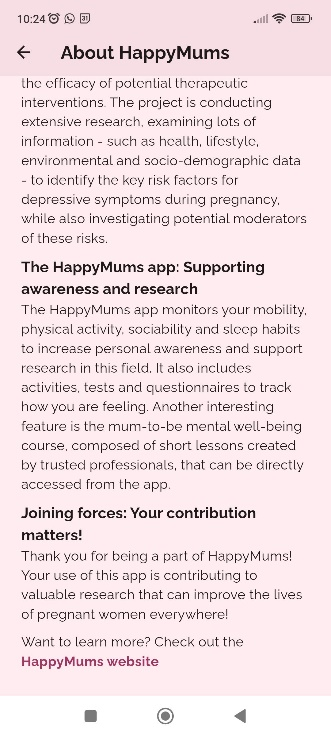 10:24
31
84
About HappyMums
the efficacy of potential therapeutic
interventions. The project is conducting
extensive research, examining lots of
information - such as health, lifestyle,
environmental and socio-demographic data
- to identify the key risk factors for
depressive symptoms during pregnancy,
while also investigating potential moderators
of these risks.
The HappyMums app: Supporting
awareness and research
The HappyMums app monitors your mobility,
physical activity, sociability and sleep habits
to increase personal awareness and support
research in this field. It also includes
activities, tests and questionnaires to track
how you are feeling. Another interesting
feature is the mum-to-be mental well-being
course, composed of short lessons created
by trusted professionals, that can be directly
accessed from the app.
Joining forces: Your contribution
matters!
Thank you for being a part of HappyMums!
Your use of this app is contributing to
valuable research that can improve the lives
of pregnant women everywhere!
Want to learn more? Check out the
HappyMums website